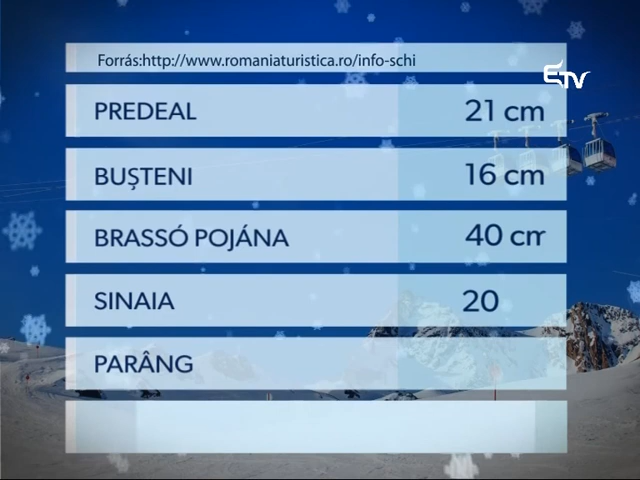 Forrás:http://www.romaniaturistica.ro/info-schi
ETV
PREDEAL 21 cm
BUȘTENI 16 cm
BRASSÓ POJÁNA 40 cm
SINAIA 20
PARÂNG